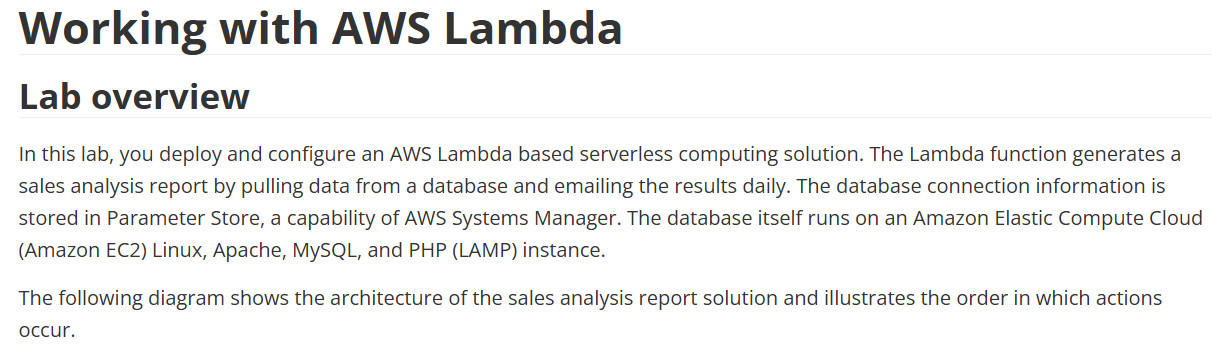 Working with AWS Lambda
Lab overview
In this lab, you deploy and configure an AWS Lambda based serverless computing solution. The Lambda function generates a
sales analysis report by pulling data from a database and emailing the results daily. The database connection information is
stored in Parameter Store, a capability of AWS Systems Manager. The database itself runs on an Amazon Elastic Compute Cloud
(Amazon EC2) Linux, Apache, MySQL, and PHP (LAMP) instance.
The following diagram shows the architecture of the sales analysis report solution and illustrates the order in which actions
occur.